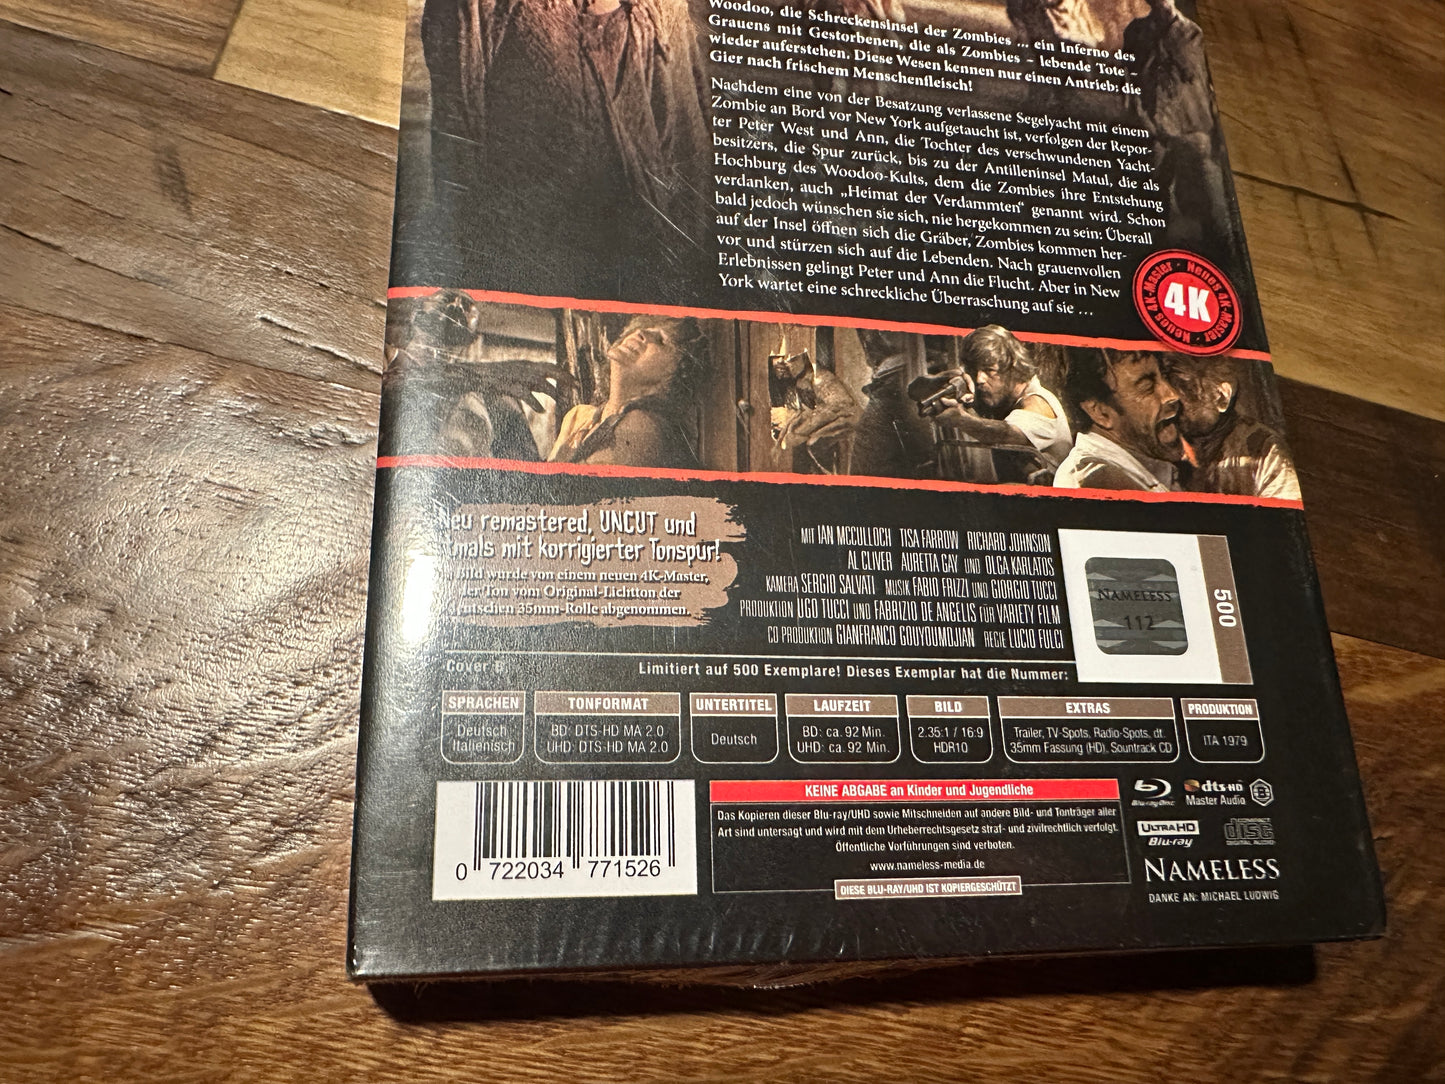 Woodoo, die Schreckensinsel der Zombies ... ein Inferno des
Grauens mit Gestorbenen, die als Zombies – lebende Tote –
wieder auferstehen. Diese Wesen kennen nur einen Antrieb: die
Gier nach frischem Menschenfleisch!
Nachdem eine von der Besatzung verlassene Segelyacht mit einem
Zombie an Bord vor New York aufgetaucht ist, verfolgen der Repor-
ter Peter West und Ann, die Tochter des verschwundenen Yacht-
besitzers, die Spur zurück, bis zu der Antilleninsel Matul, die als
Hochburg des Woodoo-Kults, dem die Zombies ihre Entstehung
verdanken, auch „Heimat der Verdammten“ genannt wird. Schon
bald jedoch wünschen sie sich, nie hergekommen zu sein: Überall
auf der Insel öffnen sich die Gräber, Zombies kommen her-
vor und stürzen sich auf die Lebenden. Nach grauenvollen
Erlebnissen gelingt Peter und Ann die Flucht. Aber in New
York wartet eine schreckliche Überraschung auf sie ...
Neues 4K-Master · Neues 4K-Master ·
4K
Neu remastered, UNCUT und
mals mit korrigierter Tonspur!
Bild wurde von einem neuen 4K-Master,
der Ton vom Original-Lichtton der
deutschen 35mm-Rolle abgenommen.
MIT IAN MCCULLOCH TISA FARROW RICHARD JOHNSON
AL CLIVER AURETTA GAY UND OLGA KARLATOS
KAMERA SERGIO SALVATI MUSIK FABIO FRIZZI UND GIORGIO TUCCI
PRODUKTION UGO TUCCI UND FABRIZIO DE ANGELIS FÜR VARIETY FILM
CO PRODUKTION GIANFRANCO COUYOUMDJIAN REGIE LUCIO FULCI
NAMELESS
112
500
Cover B
Limitiert auf 500 Exemplare! Dieses Exemplar hat die Nummer:
SPRACHEN
Deutsch
Italienisch
TONFORMAT
BD: DTS-HD MA 2.0
UHD: DTS-HD MA 2.0
UNTERTITEL
Deutsch
LAUFZEIT
BD: ca. 92 Min.
UHD: ca. 92 Min.
BILD
2.35:1 / 16:9
HDR10
EXTRAS
Trailer, TV-Spots, Radio-Spots, dt.
35mm Fassung (HD), Sountrack CD
PRODUKTION
ITA 1979
0 722034 771526
KEINE ABGABE an Kinder und Jugendliche
Das Kopieren dieser Blu-ray/UHD sowie Mitschneiden auf andere Bild- und Tonträger aller
Art sind untersagt und wird mit dem Urheberrechtsgesetz straf- und zivilrechtlich verfolgt.
Öffentliche Vorführungen sind verboten.
www.nameless-media.de
DIESE BLU-RAY/UHD IST KOPIERGESCHÜTZT
Blu-ray Disc
dts-HD
Master Audio
B
ULTRA HD
Blu-ray
COMPACT
disc
DIGITAL AUDIO
NAMELESS
DANKE AN: MICHAEL LUDWIG